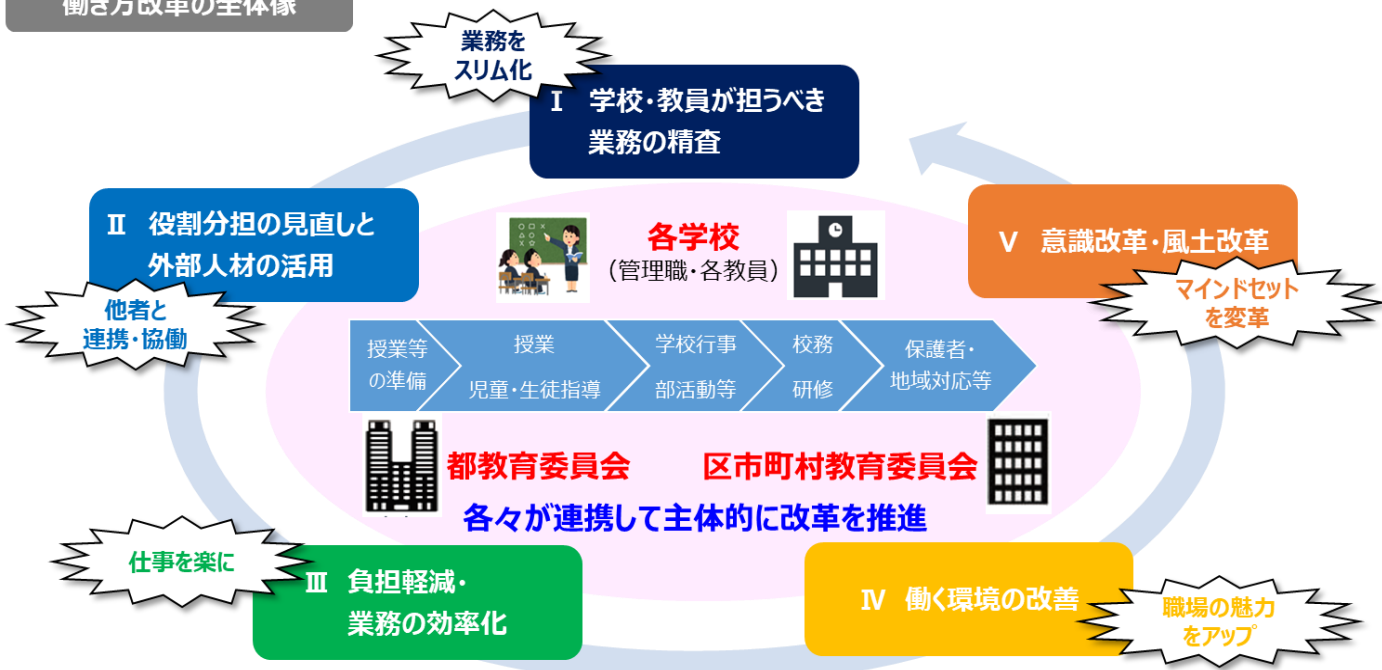 働き方改革の全体像
業務を
スリム化
Ⅰ 学校・教員が担うべき
業務の精査
Ⅱ 役割分担の見直しと
外部人材の活用
他者と
連携・協働
各学校
（管理職・各教員）
Ⅴ 意識改革・風土改革
マインドセット
を変革
授業等
の準備
授業
児童・生徒指導
学校行事
部活動等
校務
研修
保護者・
地域対応等
都教育委員会
区市町村教育委員会
各々が連携して主体的に改革を推進
仕事を楽に
Ⅲ 負担軽減・
業務の効率化
Ⅳ 働く環境の改善
職場の魅力
をアップ